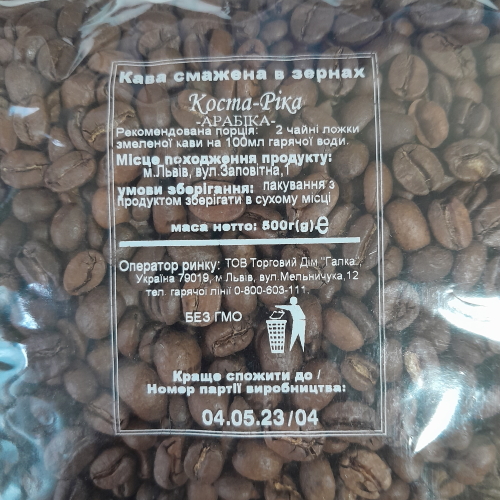 Кава смажена в зернах
Коста-Ріка
-АРАБІКА-
Рекомендована порція: 2 чайні ложки
змеленої кави на 100мл гарячої води.
Місце походження продукту:
м.Львів, вул.Заповітна,1
умови зберігання: пакування з
продуктом зберігати в сухому місці
маса нетто: 500г(g).℮
Оператор ринку: ТОВ Торговий Дім "Галка",
Україна 79019, м Львів, вул.Мельничука,12
тел. гарячої лінії 0-800-603-111.
БЕЗ ГМО
Краще спожити до /
Номер партії виробництва:
04.05.23/04